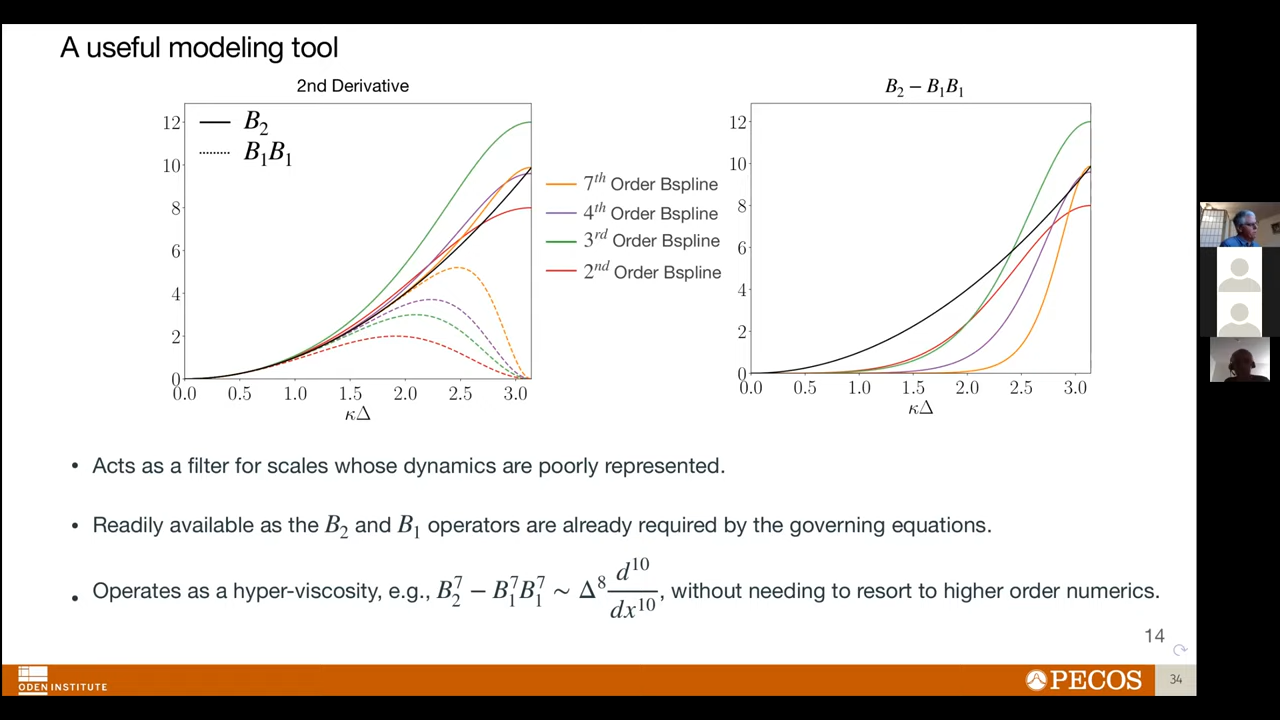 A useful modeling tool
2nd Derivative
B₂ − B₁B₁
B₂
B₁B₁
12
10
8
6
4
2
0
0.0 0.5 1.0 1.5 2.0 2.5 3.0
κΔ
7ᵗʰ Order Bspline
4ᵗʰ Order Bspline
3ʳᵈ Order Bspline
2ⁿᵈ Order Bspline
12
10
8
6
4
2
0
0.0 0.5 1.0 1.5 2.0 2.5 3.0
κΔ
• Acts as a filter for scales whose dynamics are poorly represented.
• Readily available as the B₂ and B₁ operators are already required by the governing equations.
• Operates as a hyper-viscosity, e.g., B₂⁷ − B₁⁷B₁⁷ ∼ Δ⁸ d¹⁰/dx¹⁰, without needing to resort to higher order numerics.
14
ODEN INSTITUTE
PECOS
34